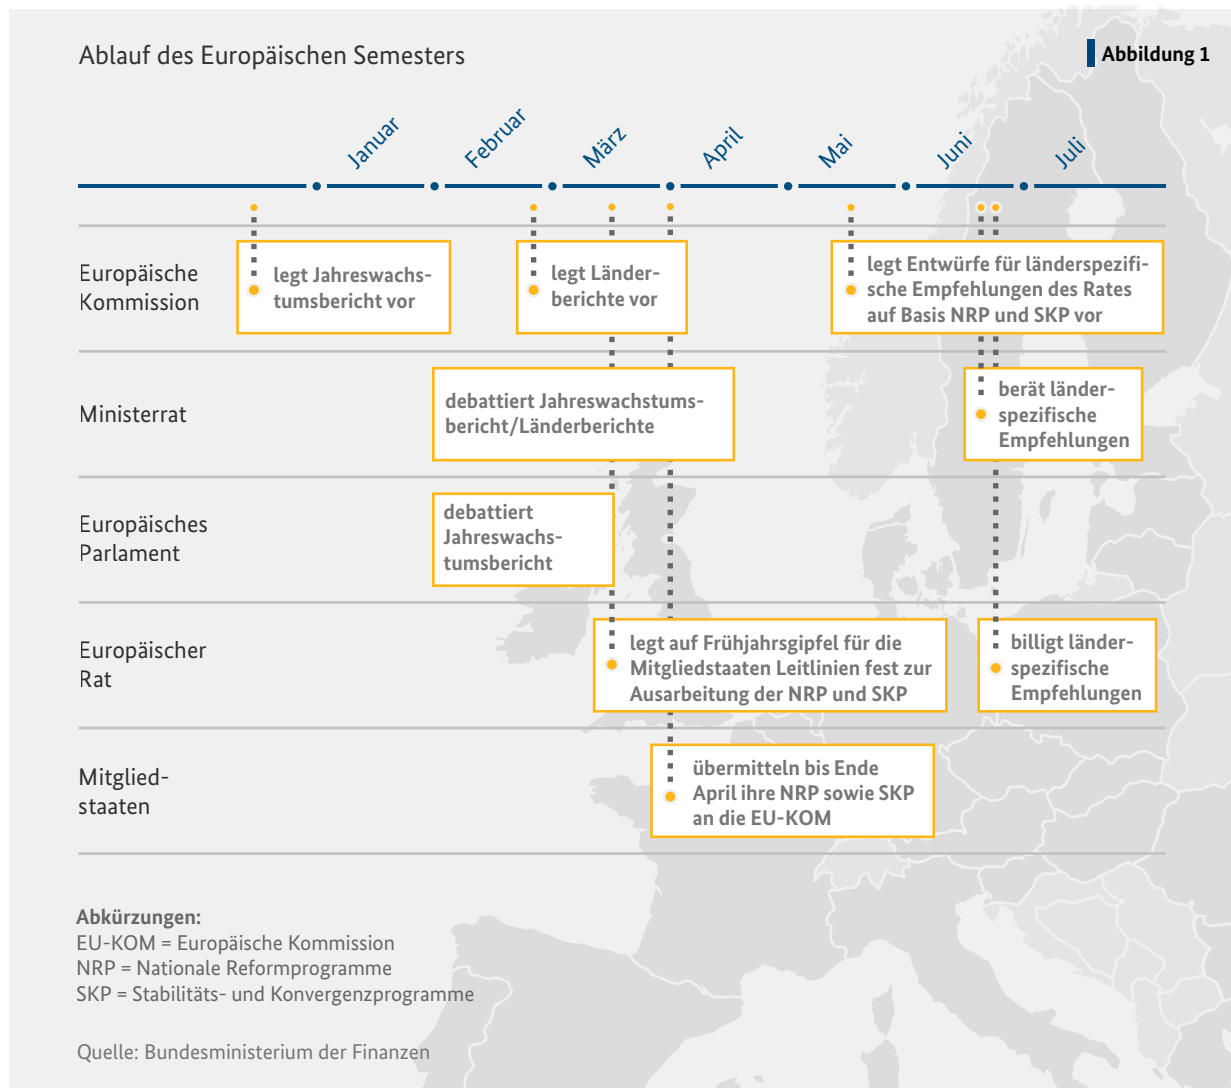 Ablauf des Europäischen Semesters
Abbildung 1
Januar
Februar
März
April
Mai
Juni
Juli
Europäische
Kommission
legt Jahreswachs-
tumsbericht vor
legt Länder-
berichte vor
legt Entwürfe für länderspezifi-
sche Empfehlungen des Rates
auf Basis NRP und SKP vor
Ministerrat
debattiert Jahreswachstums-
bericht/Länderberichte
berät länder-
spezifische
Empfehlungen
Europäisches
Parlament
debattiert
Jahreswachs-
tumsbericht
Europäischer
Rat
legt auf Frühjahrsgipfel für die
Mitgliedstaaten Leitlinien fest zur
Ausarbeitung der NRP und SKP
billigt länder-
spezifische
Empfehlungen
Mitglied-
staaten
übermitteln bis Ende
April ihre NRP sowie SKP
an die EU-KOM
Abkürzungen:
EU-KOM = Europäische Kommission
NRP = Nationale Reformprogramme
SKP = Stabilitäts- und Konvergenzprogramme
Quelle: Bundesministerium der Finanzen